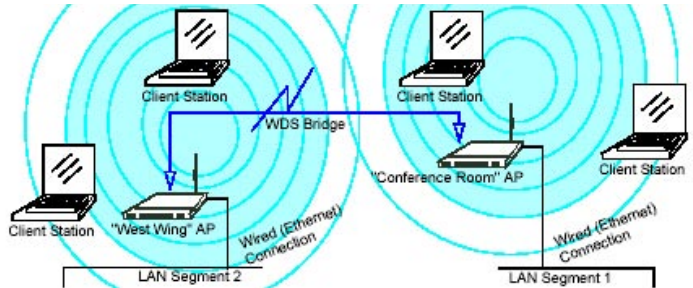 Client Station
Client Station
WDS Bridge
"Conference Room" AP
Client Station
Client Station
"West Wing" AP
Wired (Ethernet)
Connection
Wired (Ethernet)
Connection
LAN Segment 2
LAN Segment 1